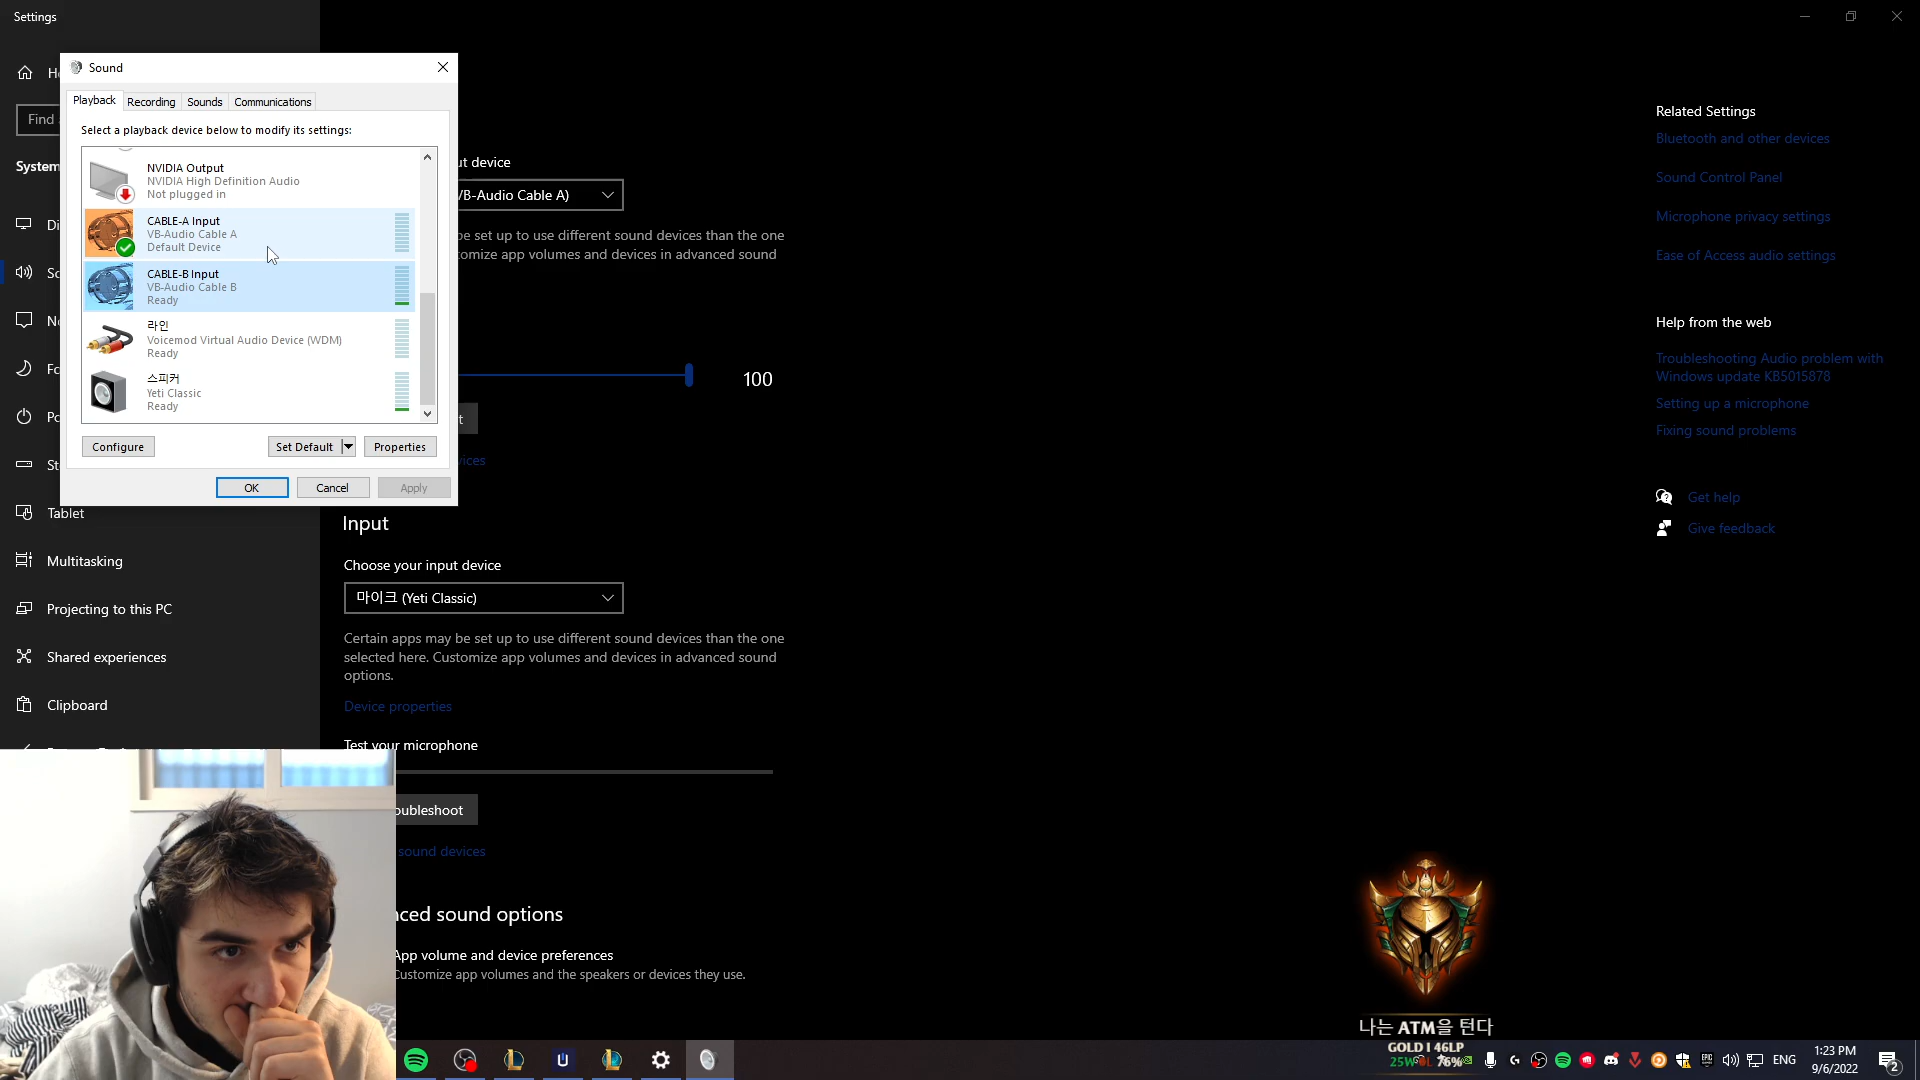 Settings
Sound
Playback
Recording
Sounds
Communications
Select a playback device below to modify its settings:
NVIDIA Output
NVIDIA High Definition Audio
Not plugged in
CABLE-A Input
VB-Audio Cable A
Default Device
CABLE-B Input
VB-Audio Cable B
Ready
라인
Voicemod Virtual Audio Device (WDM)
Ready
스피커
Yeti Classic
Ready
Configure
Set Default
Properties
OK
Cancel
Apply
Find
System
Tablet
Multitasking
Projecting to this PC
Shared experiences
Clipboard
device
VB-Audio Cable A)
be set up to use different sound devices than the one
app volumes and devices in advanced sound
100
Input
Choose your input device
마이크 (Yeti Classic)
Certain apps may be set up to use different sound devices than the one
selected here. Customize app volumes and devices in advanced sound
options.
Device properties
Test your microphone
sound devices
sound options
App volume and device preferences
Customize app volumes and the speakers or devices they use.
Related Settings
Bluetooth and other devices
Sound Control Panel
Microphone privacy settings
Ease of Access audio settings
Help from the web
Troubleshooting Audio problem with
Windows update KB5015878
Setting up a microphone
Fixing sound problems
Get help
Give feedback
나는 ATM을 턴다
GOLD I 46LP
76%
ENG
1:23 PM
9/6/2022
2